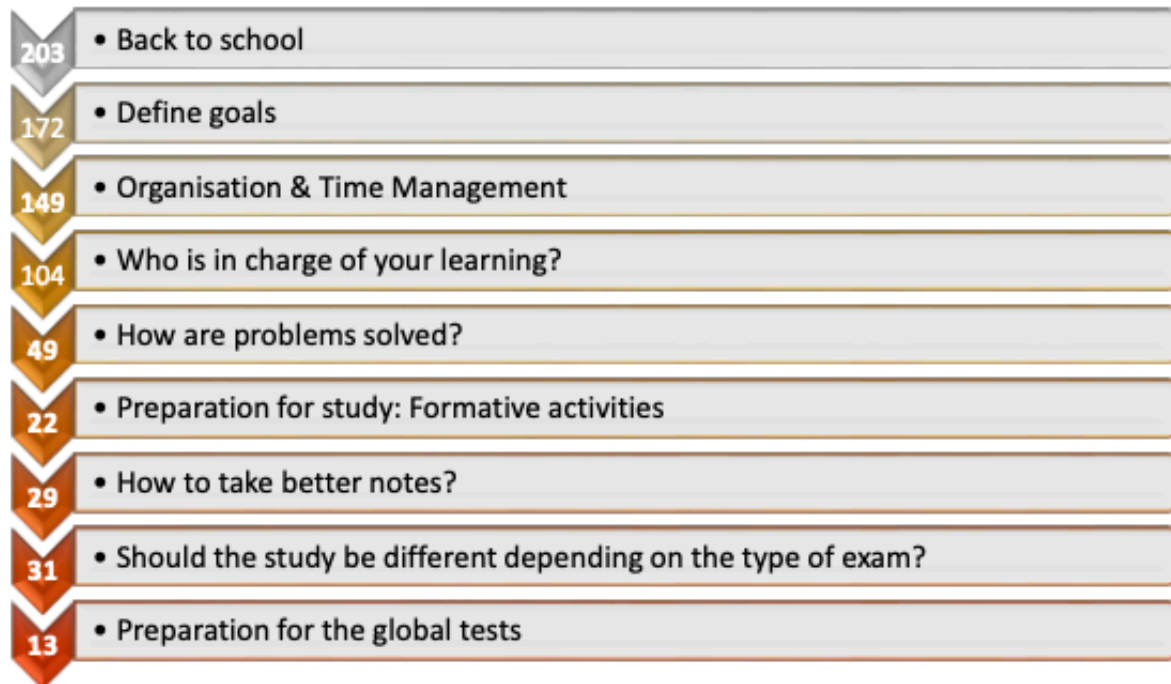 203 • Back to school
172 • Define goals
149 • Organisation & Time Management
104 • Who is in charge of your learning?
49 • How are problems solved?
22 • Preparation for study: Formative activities
29 • How to take better notes?
31 • Should the study be different depending on the type of exam?
13 • Preparation for the global tests